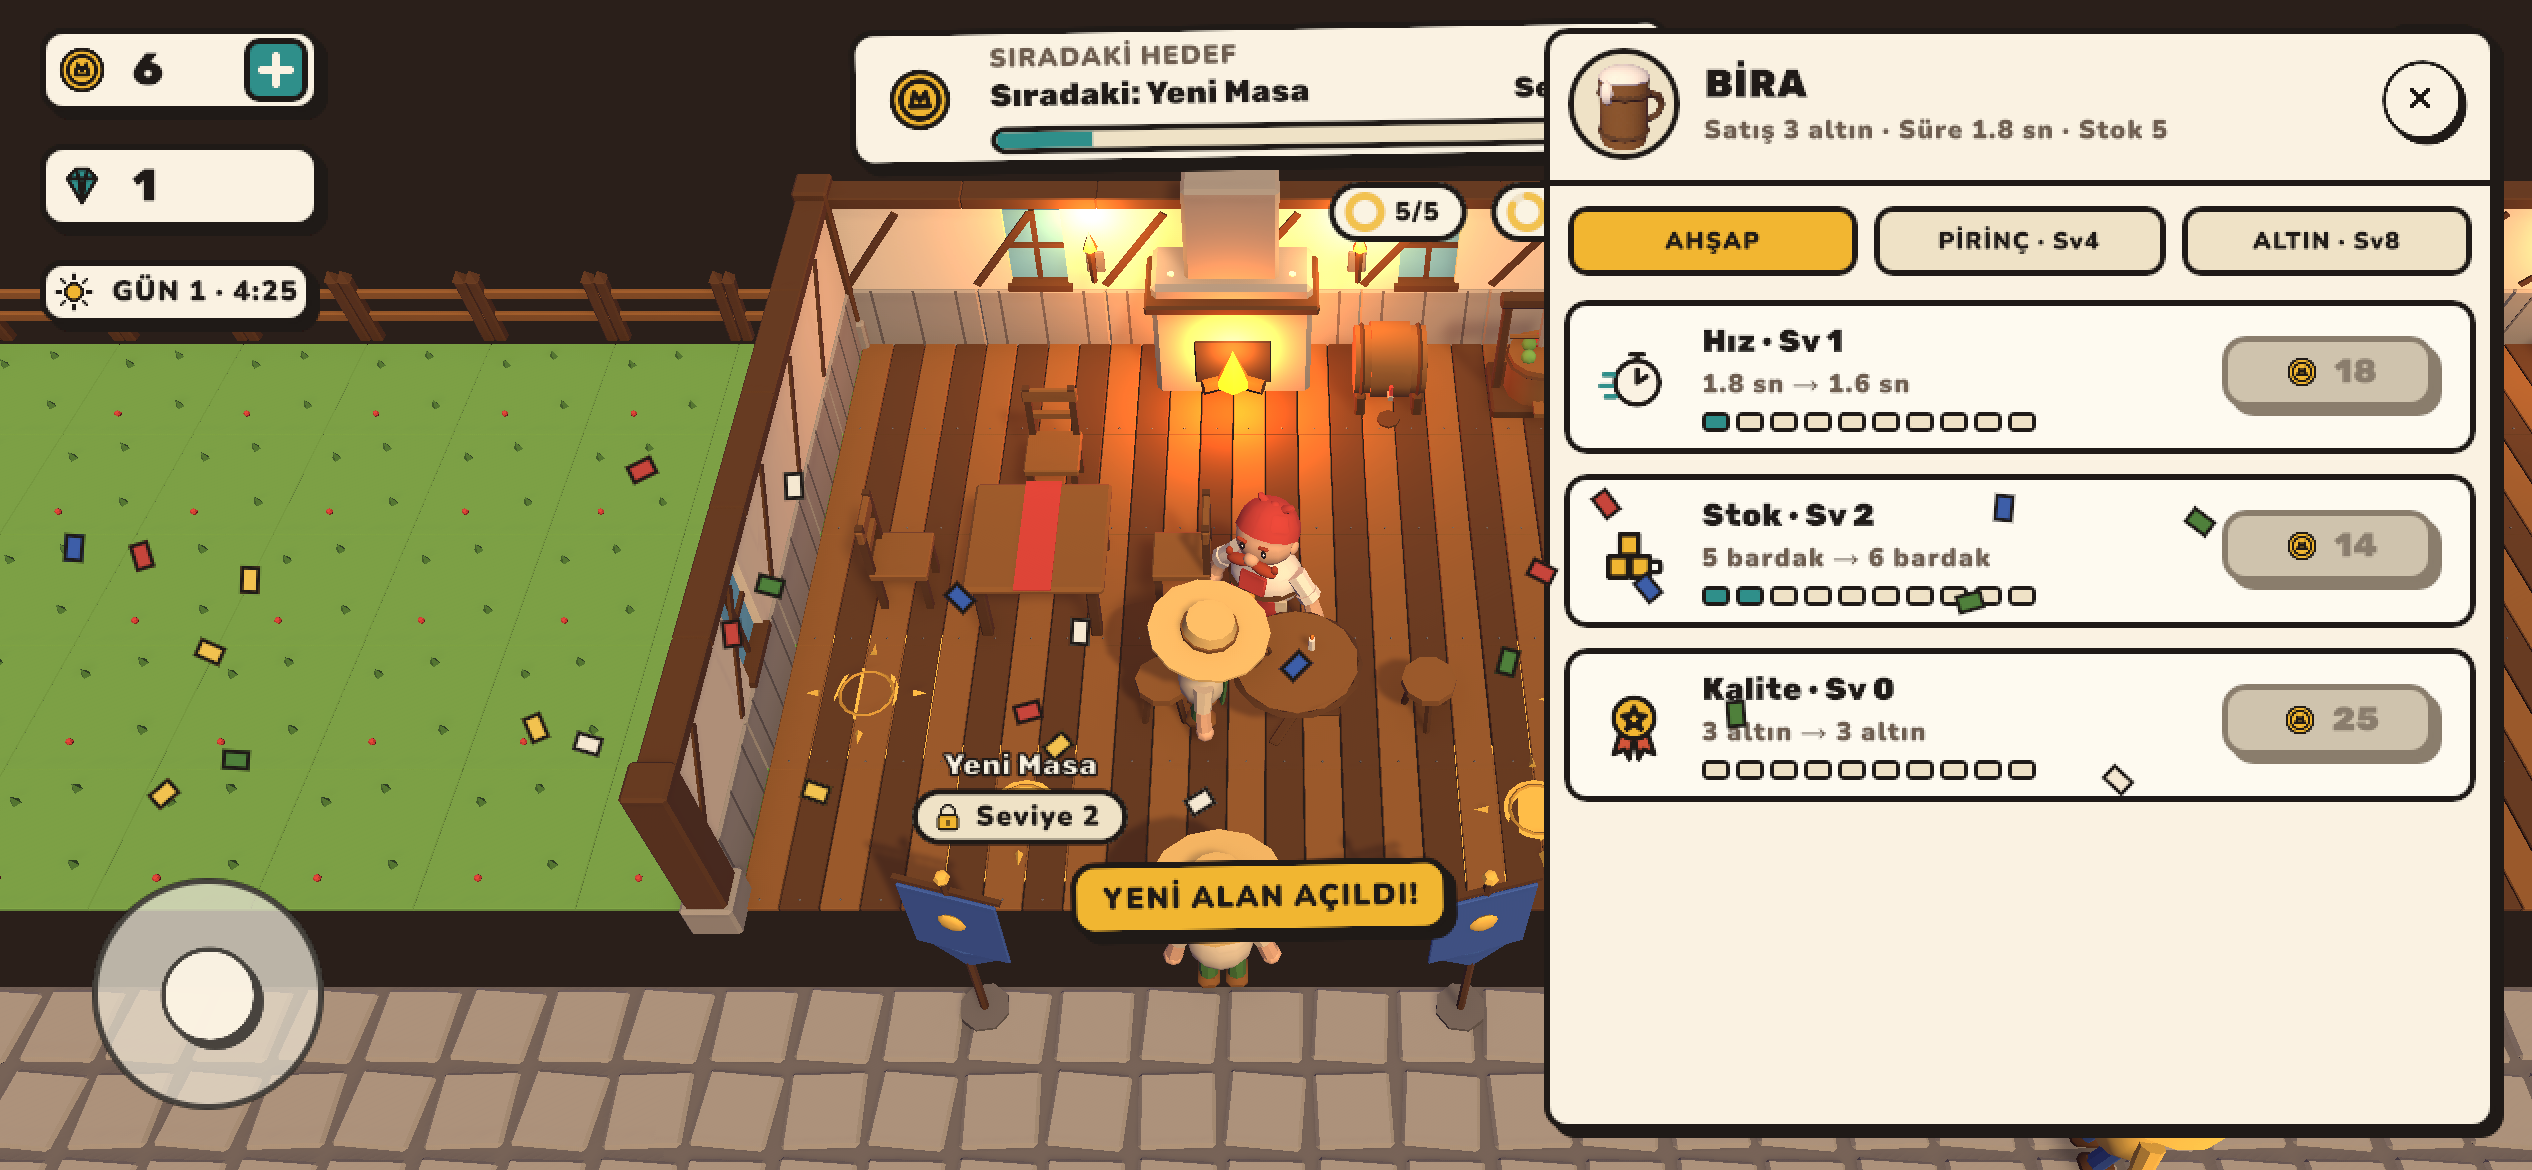 6
1
GÜN 1 · 4:25
SIRADAKİ HEDEF
Sıradaki: Yeni Masa
5/5
Yeni Masa
Seviye 2
YENİ ALAN AÇILDI!
BİRA
Satış 3 altın · Süre 1.8 sn · Stok 5
AHŞAP
PİRİNÇ · Sv4
ALTIN · Sv8
Hız · Sv 1
1.8 sn → 1.6 sn
18
Stok · Sv 2
5 bardak → 6 bardak
14
Kalite · Sv 0
3 altın → 3 altın
25